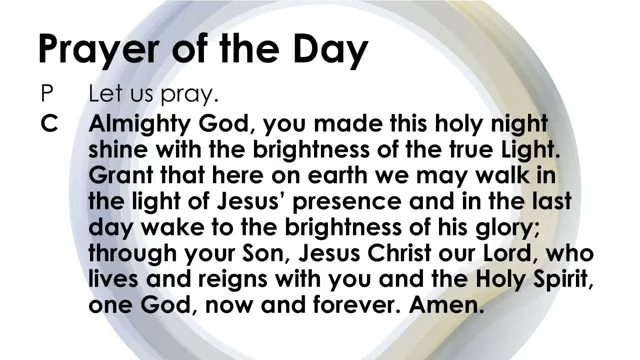 Prayer of the Day
P Let us pray.
C Almighty God, you made this holy night
shine with the brightness of the true Light.
Grant that here on earth we may walk in
the light of Jesus’ presence and in the last
day wake to the brightness of his glory;
through your Son, Jesus Christ our Lord, who
lives and reigns with you and the Holy Spirit,
one God, now and forever. Amen.